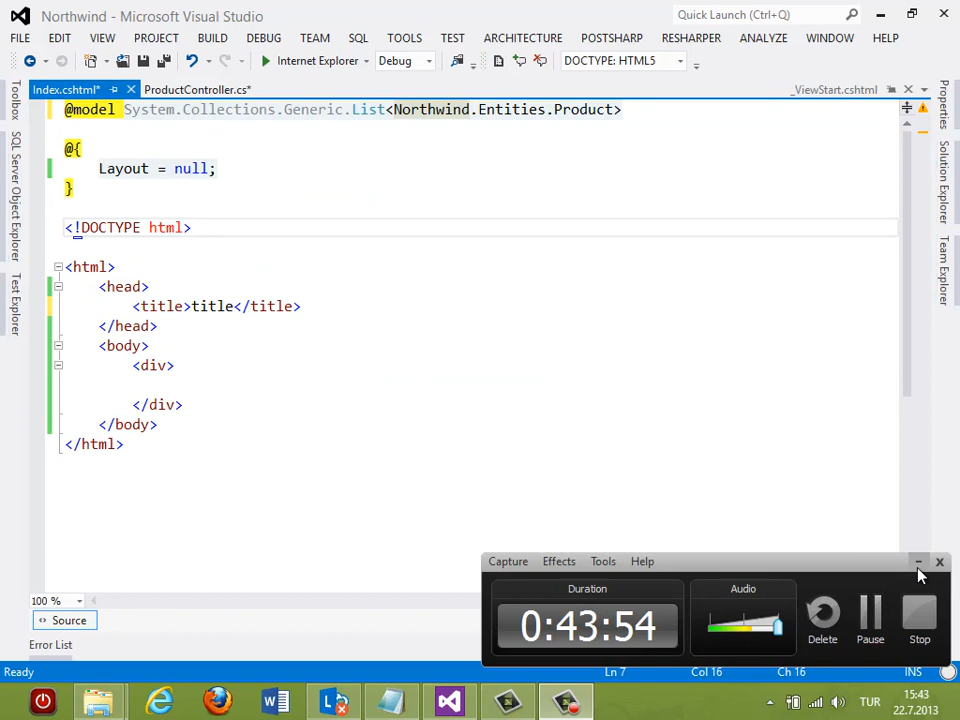 Northwind - Microsoft Visual Studio
Quick Launch (Ctrl+Q)
FILE EDIT VIEW PROJECT BUILD DEBUG TEAM SQL TOOLS TEST ARCHITECTURE POSTSHARP RESHARPER ANALYZE WINDOW HELP
Internet Explorer Debug DOCTYPE: HTML5
Index.cshtml* ProductController.cs* _ViewStart.cshtml
Toolbox
SQL Server Object Explorer
Test Explorer
Properties
Solution Explorer
Team Explorer
@model System.Collections.Generic.List<Northwind.Entities.Product>
@{
Layout = null;
}
<!DOCTYPE html>
<html>
<head>
<title>title</title>
</head>
<body>
<div>
</div>
</body>
</html>
Capture Effects Tools Help
Duration
0:43:54
Audio
Delete Pause Stop
100 %
Source
Error List
Ready Ln 7 Col 16 Ch 16 INS
TUR
15:43
22.7.2013